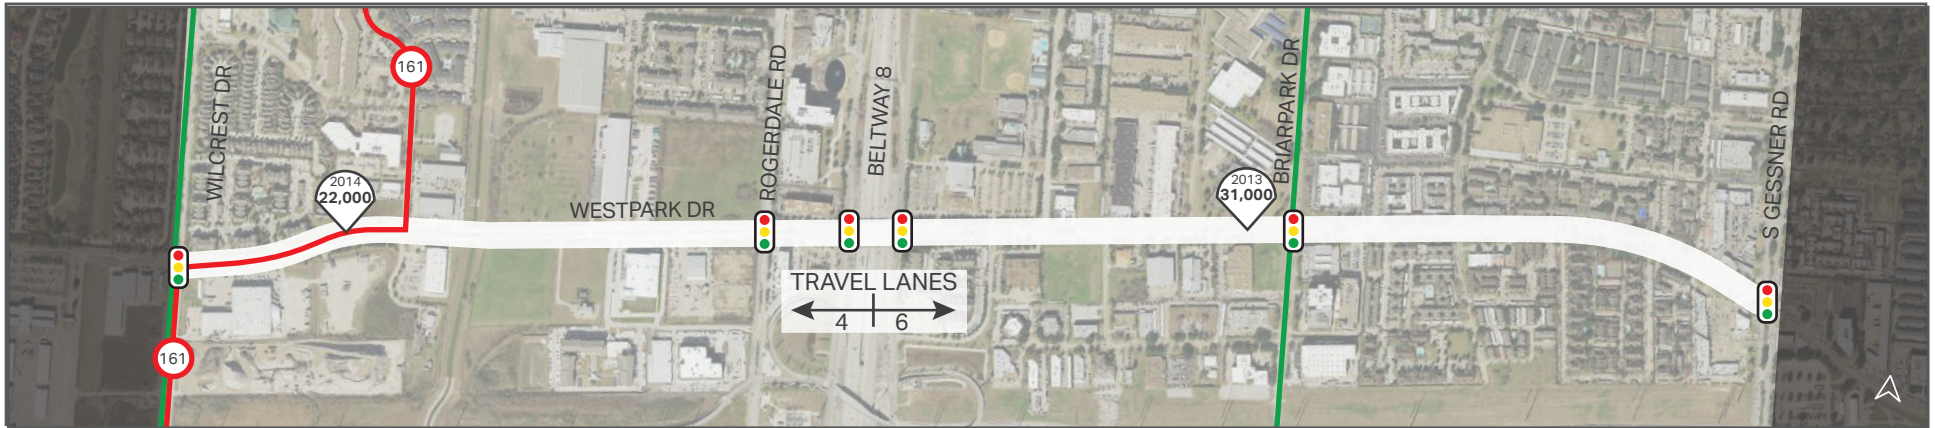 161
WILCREST DR
2014
22,000
WESTPARK DR
ROGERDALE RD
BELTWAY 8
2013
31,000
BRIARPARK DR
S GESSNER RD
TRAVEL LANES
4 6
161